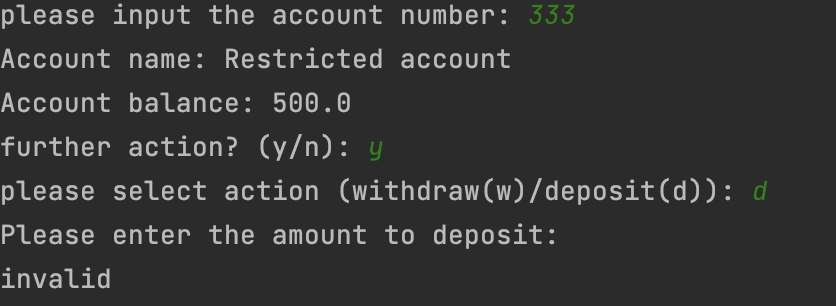 please input the account number: 333
Account name: Restricted account
Account balance: 500.0
further action? (y/n): y
please select action (withdraw(w)/deposit(d)): d
Please enter the amount to deposit:
invalid